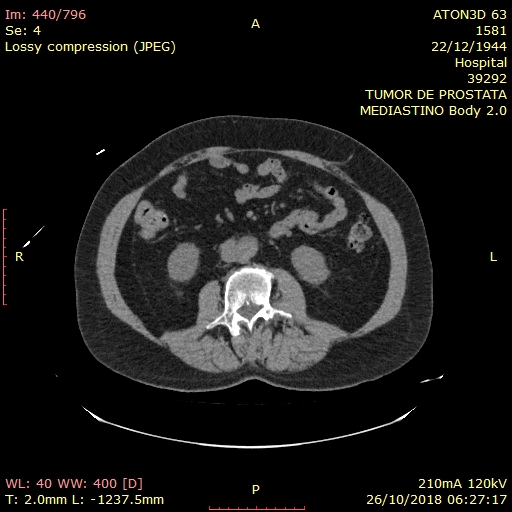 Im: 440/796
Se: 4
Lossy compression (JPEG)
A
ATON3D 63
1581
22/12/1944
Hospital
39292
TUMOR DE PROSTATA
MEDIASTINO Body 2.0
R
L
WL: 40 WW: 400 [D]
T: 2.0mm L: -1237.5mm
P
210mA 120kV
26/10/2018 06:27:17